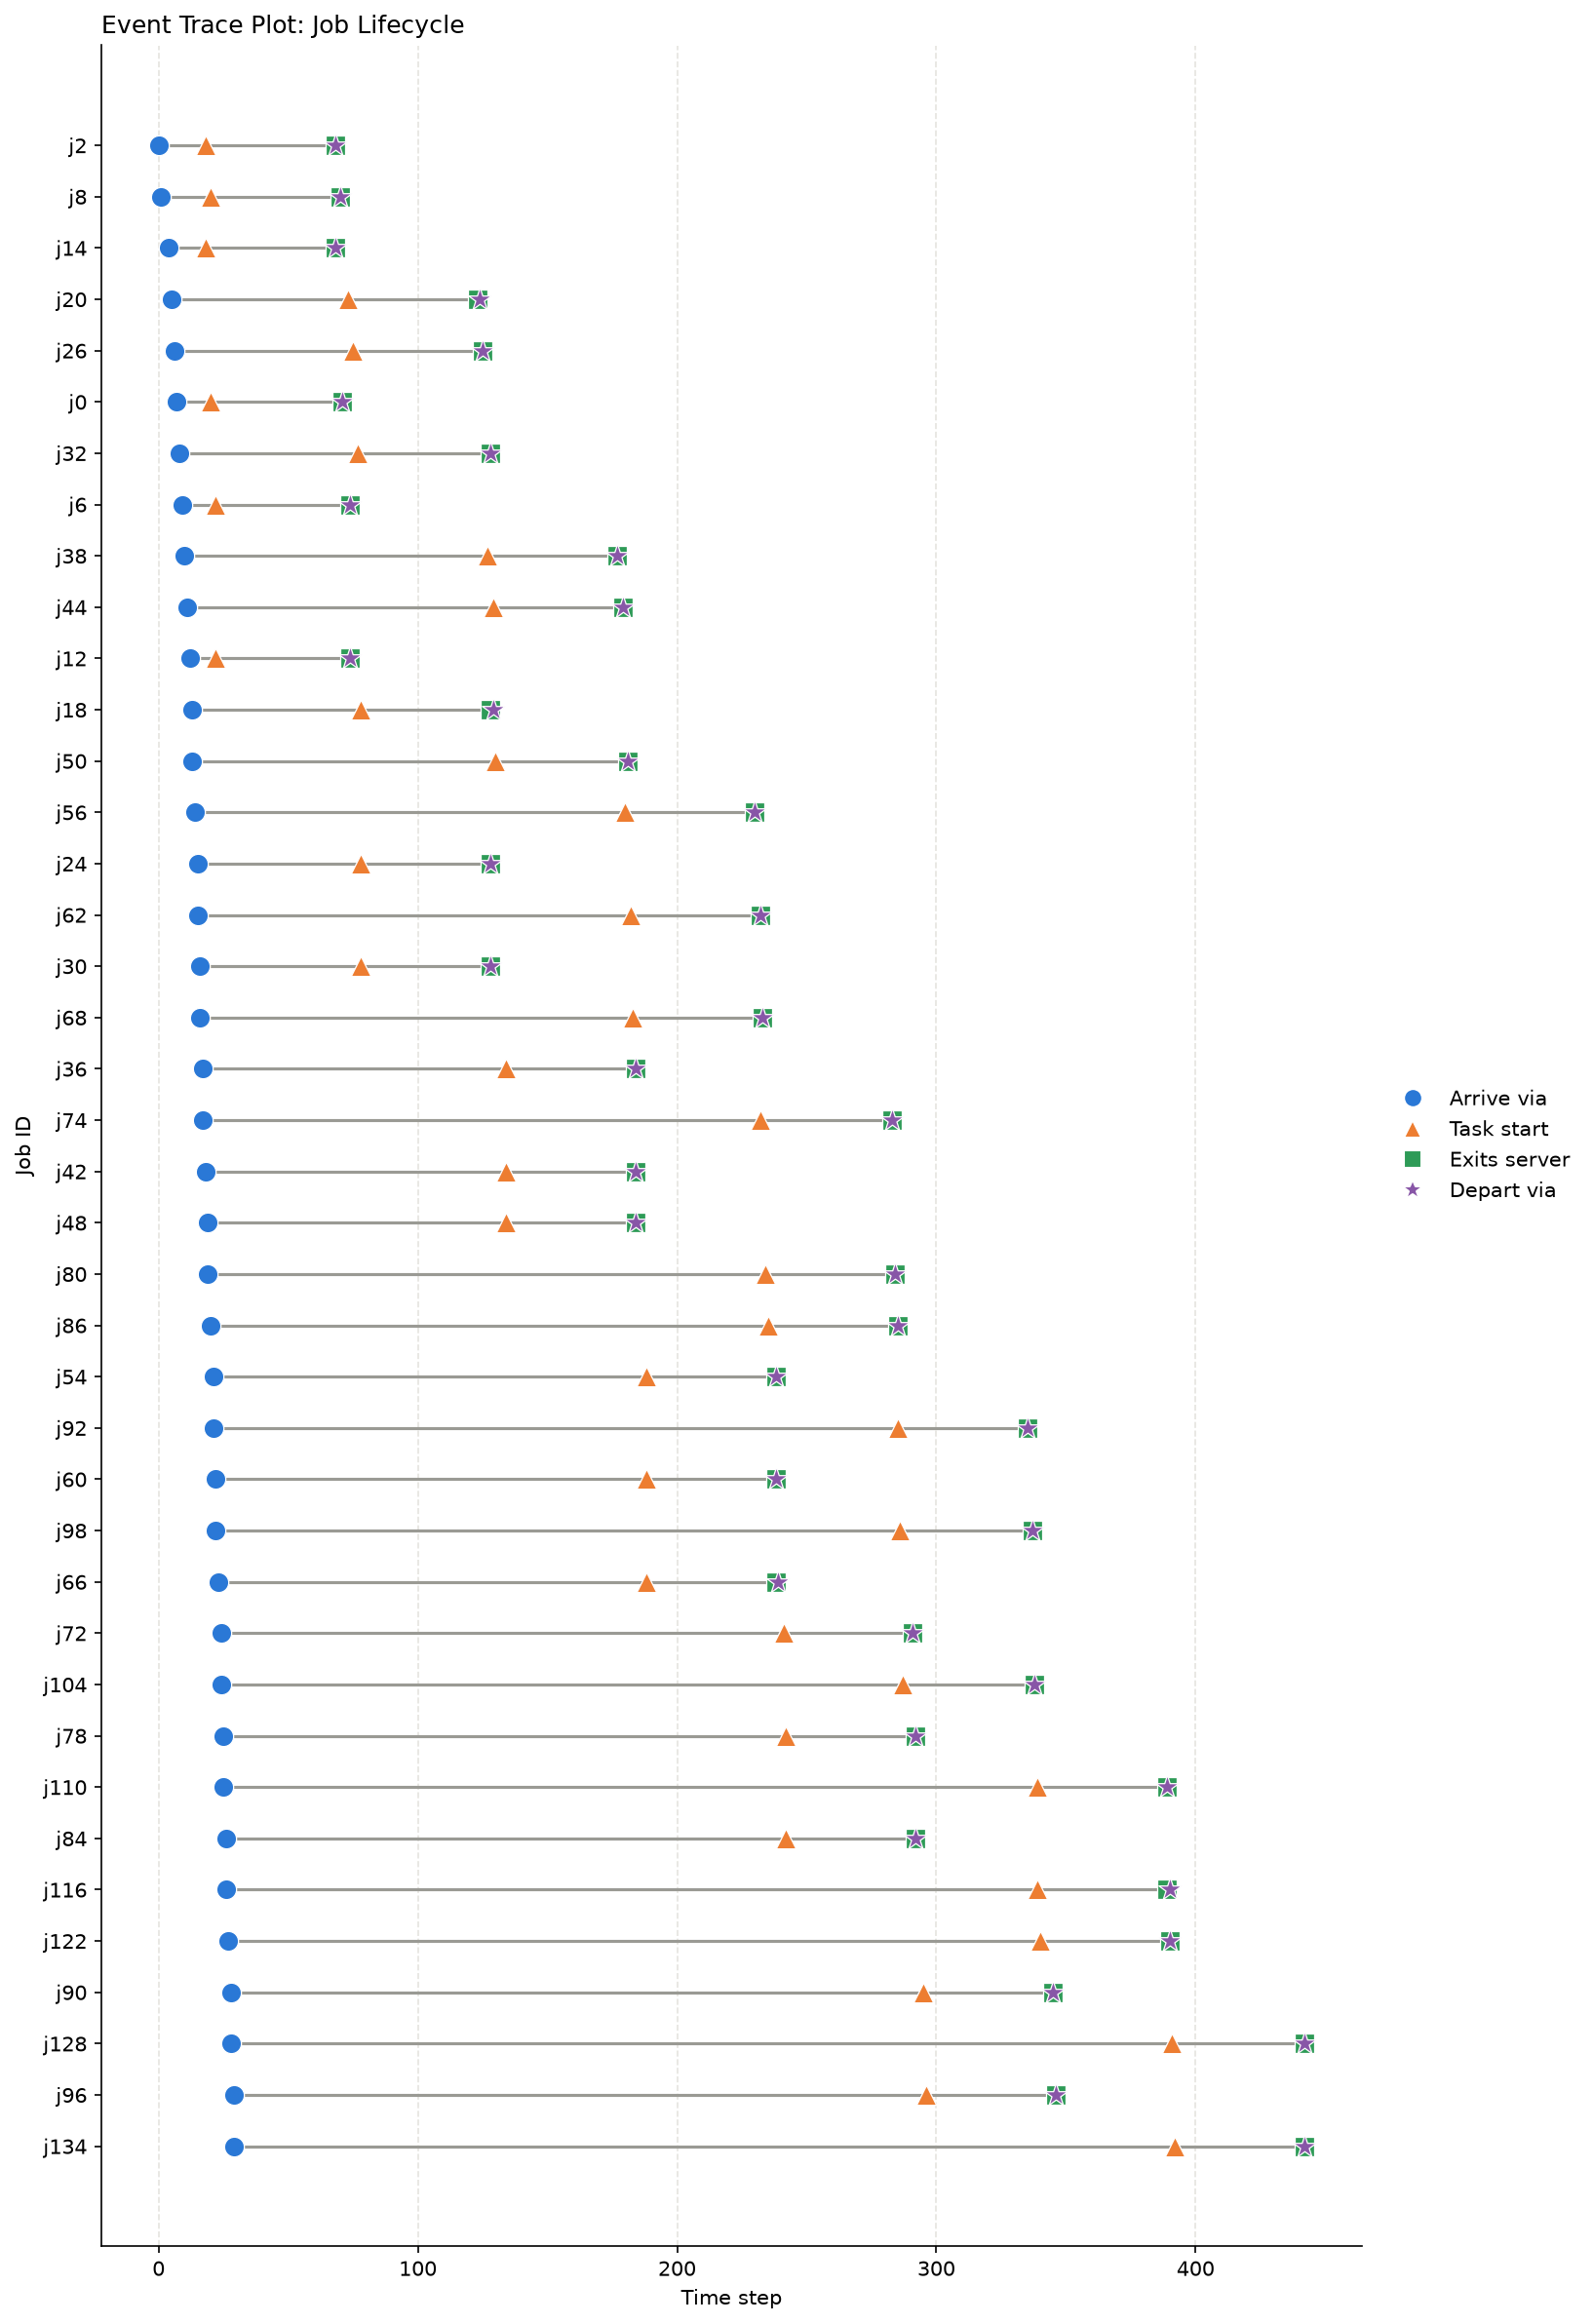 Event Trace Plot: Job Lifecycle
j2
j8
j14
j20
j26
j0
j32
j6
j38
j44
j12
j18
j50
j56
j24
j62
j30
j68
j36
j74
j42
j48
j80
j86
j54
j92
j60
j98
j66
j72
j104
j78
j110
j84
j116
j122
j90
j128
j96
j134
Job ID
Arrive via
Task start
Exits server
Depart via
0 100 200 300 400
Time step